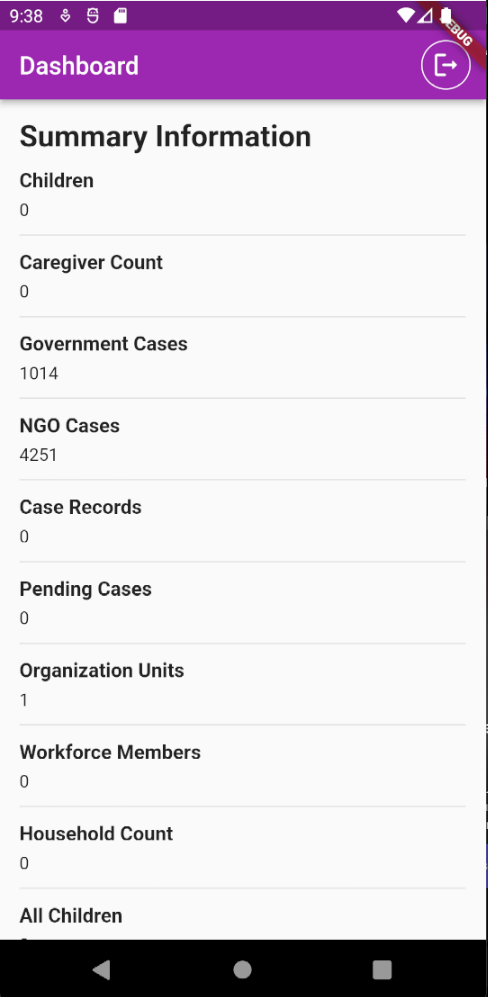 9:38
DEBUG
Dashboard
Summary Information
Children
0
Caregiver Count
0
Government Cases
1014
NGO Cases
4251
Case Records
0
Pending Cases
0
Organization Units
1
Workforce Members
0
Household Count
0
All Children